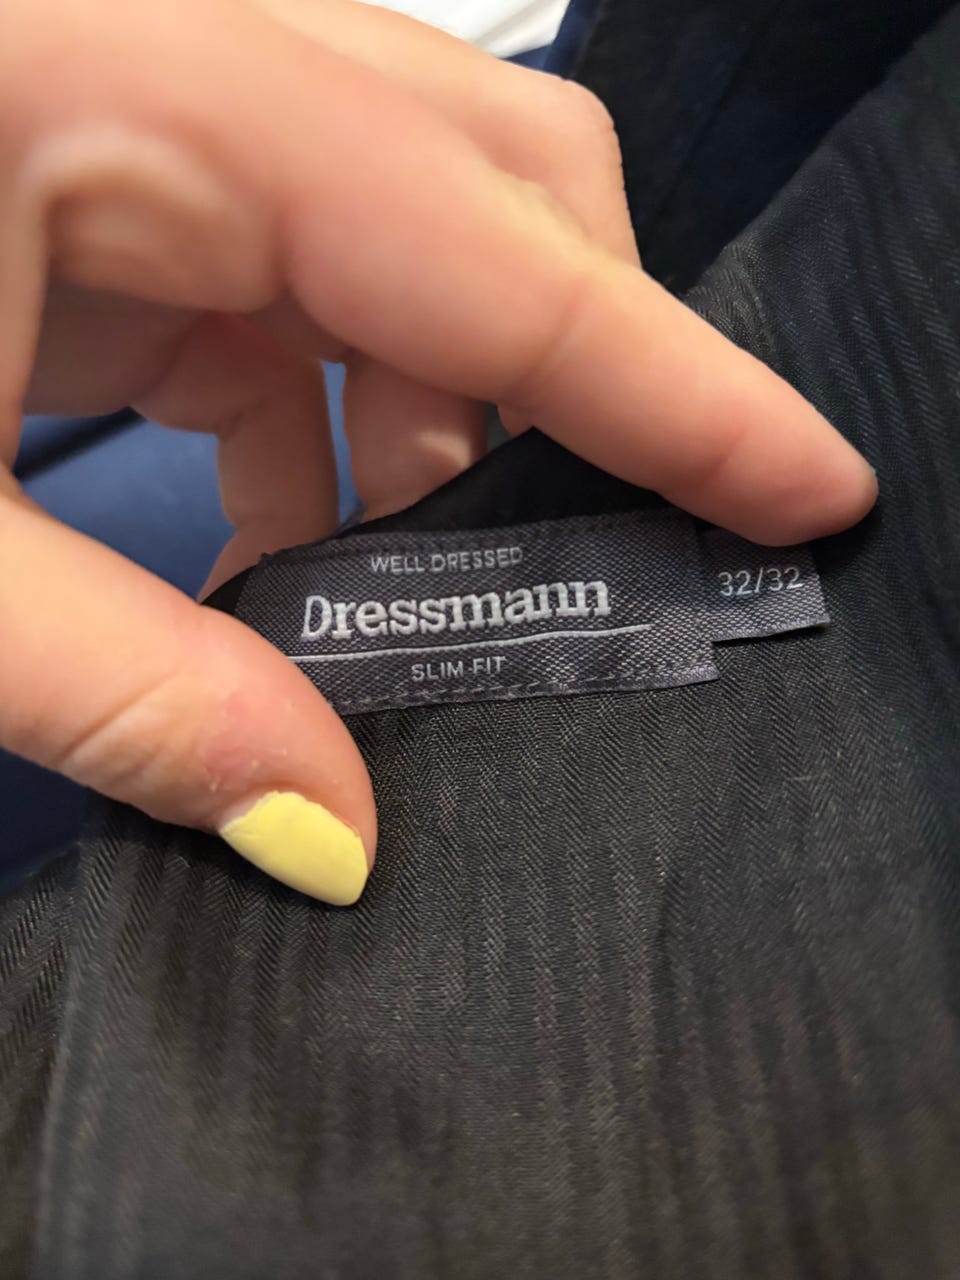 WELL DRESSED
Dressmann
SLIM·FIT
32/32